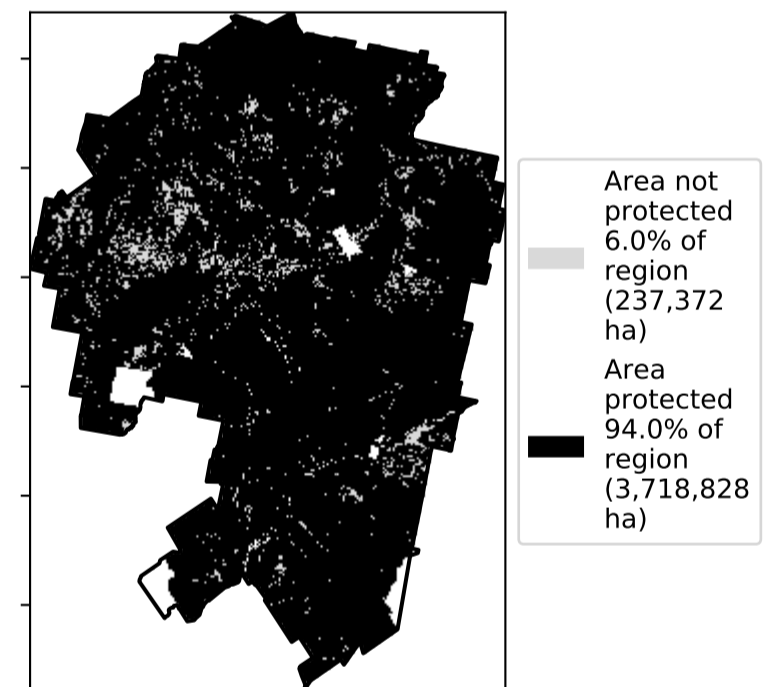 Area not
protected
6.0% of
region
(237,372
ha)
Area
protected
94.0% of
region
(3,718,828
ha)